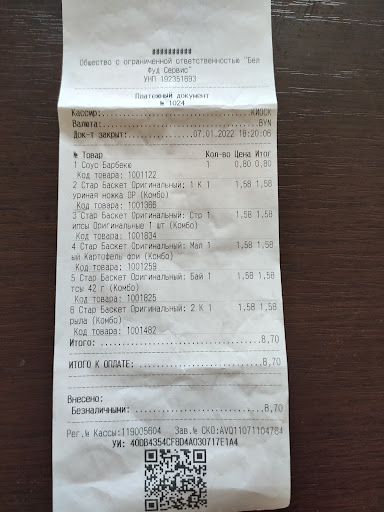 ##########
Общество с ограниченной ответственностью "Бел
Фуд Сервис"
УНП 192351693
Платежный документ
№ 1024
Кассир:..............................КИОСК
Валюта:..............................BYN
Док-т закрыт:..............07.01.2022 18:20:06
№ Товар Кол-во Цена Итог
1 Соус Барбекю 1 0,80 0,80
Код товара: 1001122
2 Стар Баскет Оригинальный: 1 К 1 1,58 1,58
уриная ножка ОР (Комбо)
Код товара: 1001368
3 Стар Баскет Оригинальный: Стр 1 1,58 1,58
ипсы Оригинальные 1 шт (Комбо)
Код товара: 1001834
4 Стар Баскет Оригинальный: Мал 1 1,58 1,58
ый Картофель фри (Комбо)
Код товара: 1001259
5 Стар Баскет Оригинальный: Бай 1 1,58 1,58
тсы 42 г (Комбо)
Код товара: 1001825
6 Стар Баскет Оригинальный: 2 К 1 1,58 1,58
рыла (Комбо)
Код товара: 1001482
Итого: ..............................8,70
ИТОГО К ОПЛАТЕ: ..............................8,70
Внесено:
Безналичными: ..............................8,70
Рег.№ Кассы:119005604 Зав.№ СКО:AVQ11071104784
УИ: 40DB4354CF8D4A030717E1A4